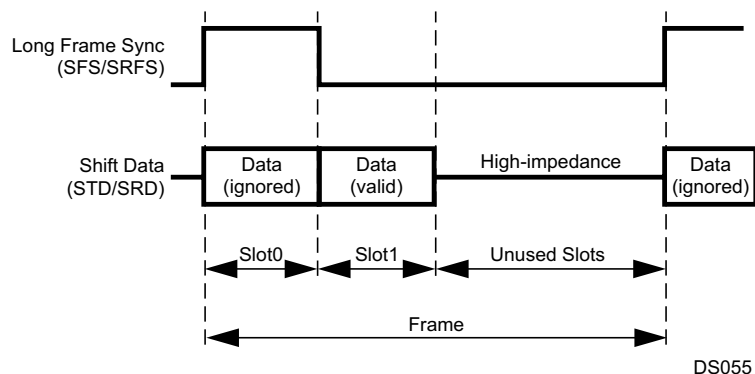 Long Frame Sync
(SFS/SRFS)
Shift Data
(STD/SRD)
Data
(ignored)
Data
(valid)
High-impedance
Data
(ignored)
Slot0
Slot1
Unused Slots
Frame
DS055